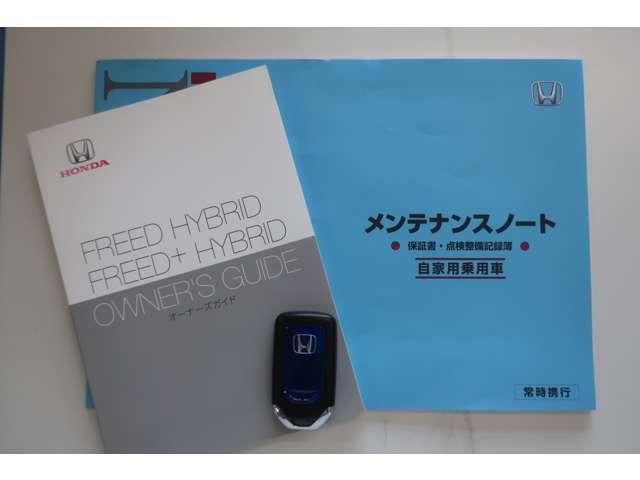 HONDA
FREED HYBRID
FREED+ HYBRID
OWNER'S GUIDE
オーナーズガイド
メンテナンスノート
● 保証書・点検整備記録簿 ●
自家用乗用車
常時携行